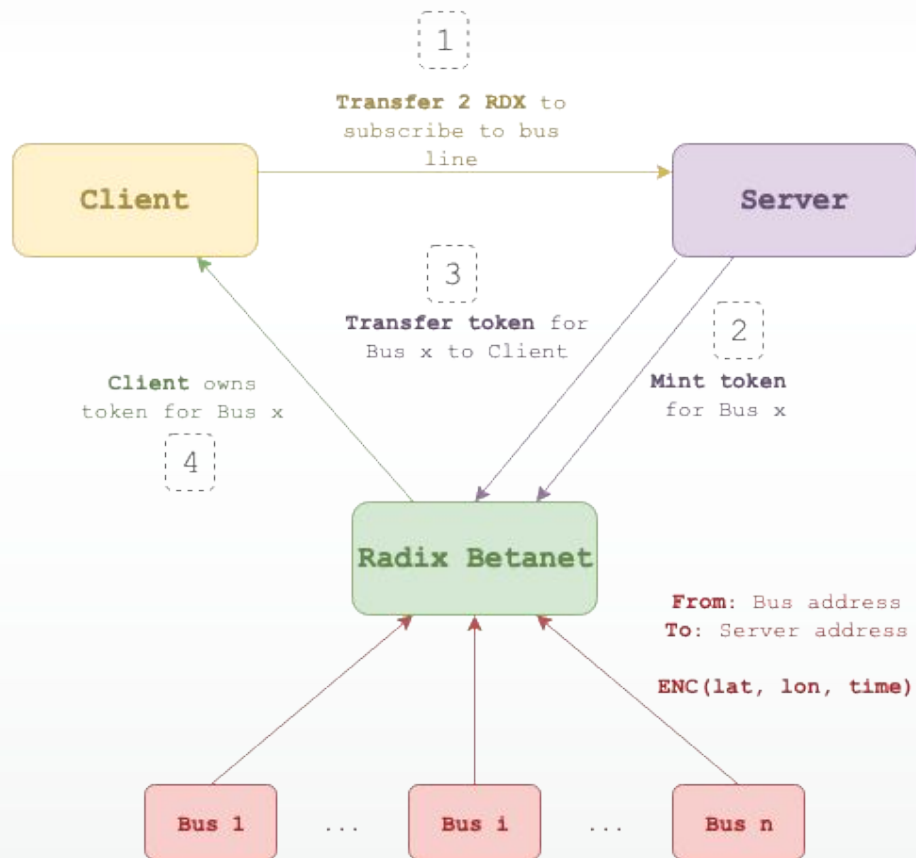 1
Transfer 2 RDX to
subscribe to bus
line
Client
Server
3
Transfer token for
Bus x to Client
2
Mint token
for Bus x
Client owns
token for Bus x
4
Radix Betanet
From: Bus address
To: Server address
ENC(lat, lon, time)
Bus 1
...
Bus i
...
Bus n